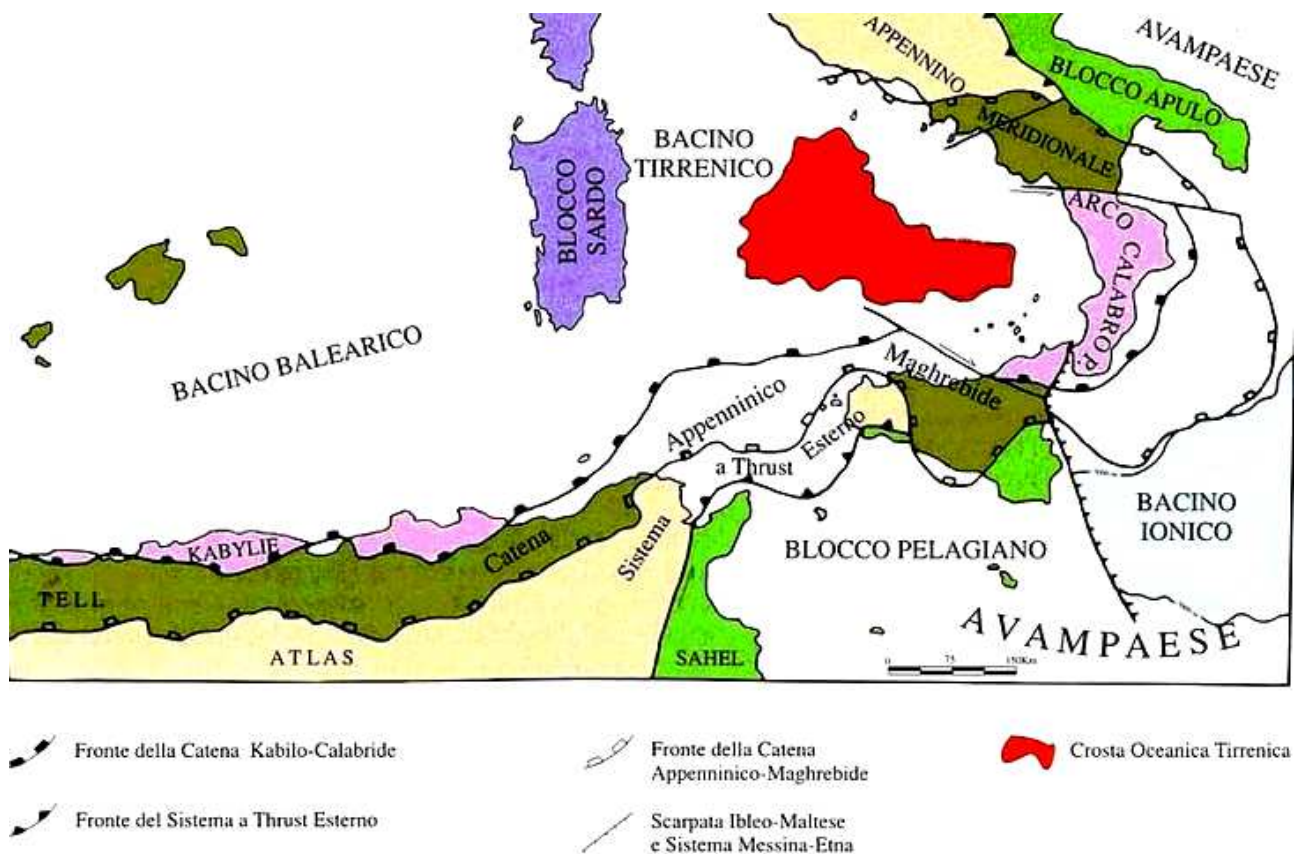 AVAMPAESE
APPENNINO
BLOCCO APULO
MERIDIONALE
BACINO
TIRRENICO
BLOCCO
SARDO
ARCO CALABRO P.
BACINO BALEARICO
Maghrebide
Appenninico
Esterno
a Thrust
BACINO
IONICO
KABYLIE
Catena
Sistema
BLOCCO PELAGIANO
TELL
AVAMPAESE
ATLAS
SAHEL
0 75 150Km
Fronte della Catena Kabilo-Calabride
Fronte della Catena
Appenninico-Maghrebide
Crosta Oceanica Tirrenica
Fronte del Sistema a Thrust Esterno
Scarpata Ibleo-Maltese
e Sistema Messina-Etna